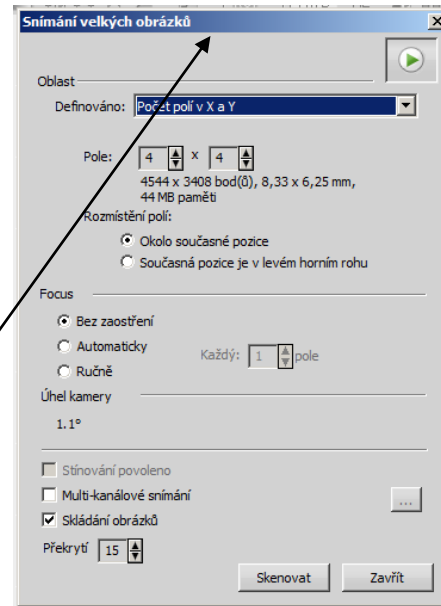 Snímání velkých obrázků
Oblast
Definováno: Počet polí v X a Y
Pole: 4 x 4
4544 x 3408 bod(ů), 8,33 x 6,25 mm,
44 MB paměti
Rozmístění polí:
Okolo současné pozice
Současná pozice je v levém horním rohu
Focus
Bez zaostření
Automaticky
Každý: 1 pole
Ručně
Úhel kamery
1.1°
Stínování povoleno
Multi-kanálové snímání
...
Skládání obrázků
Překrytí 15
Skenovat Zavřít